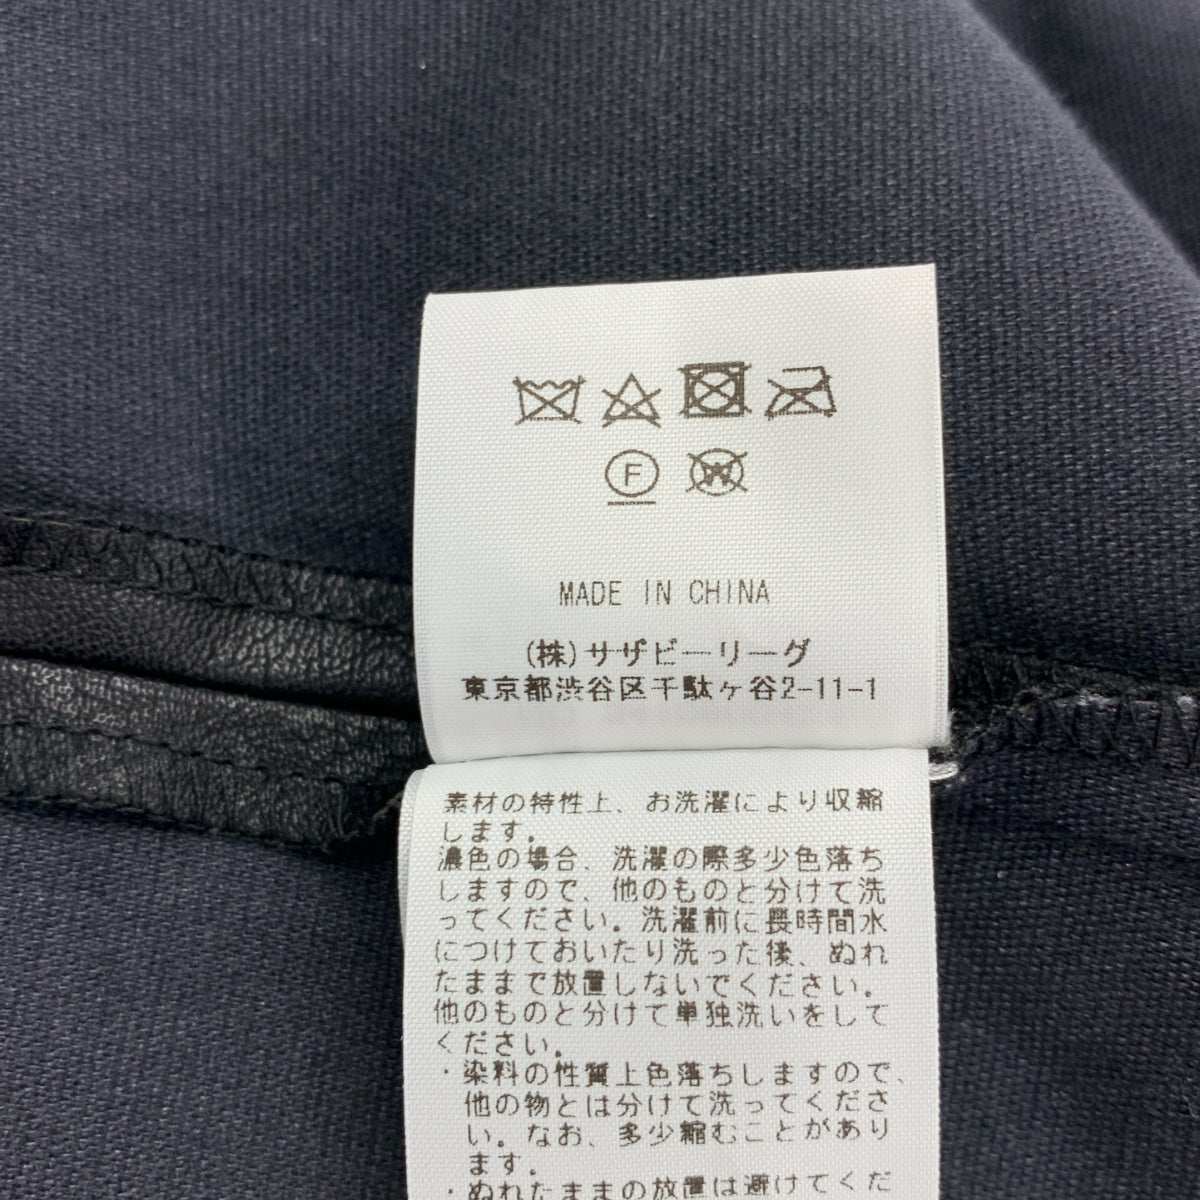 F
W
MADE IN CHINA
(株)サザビーリーグ
東京都渋谷区千駄ヶ谷2-11-1
素材の特性上、お洗濯により収縮
します。
濃色の場合、洗濯の際多少色落ち
しますので、他のものと分けて洗
ってください。洗濯前に長時間水
につけておいたり洗った後、ぬれ
たままで放置しないでください。
他のものと分けて単独洗いをして
ください。
・染料の性質上色落ちしますので、
他の物とは分けて洗ってくださ
い。なお、多少縮むことがあり
ます。
・ぬれたままの放置は避けてくだ